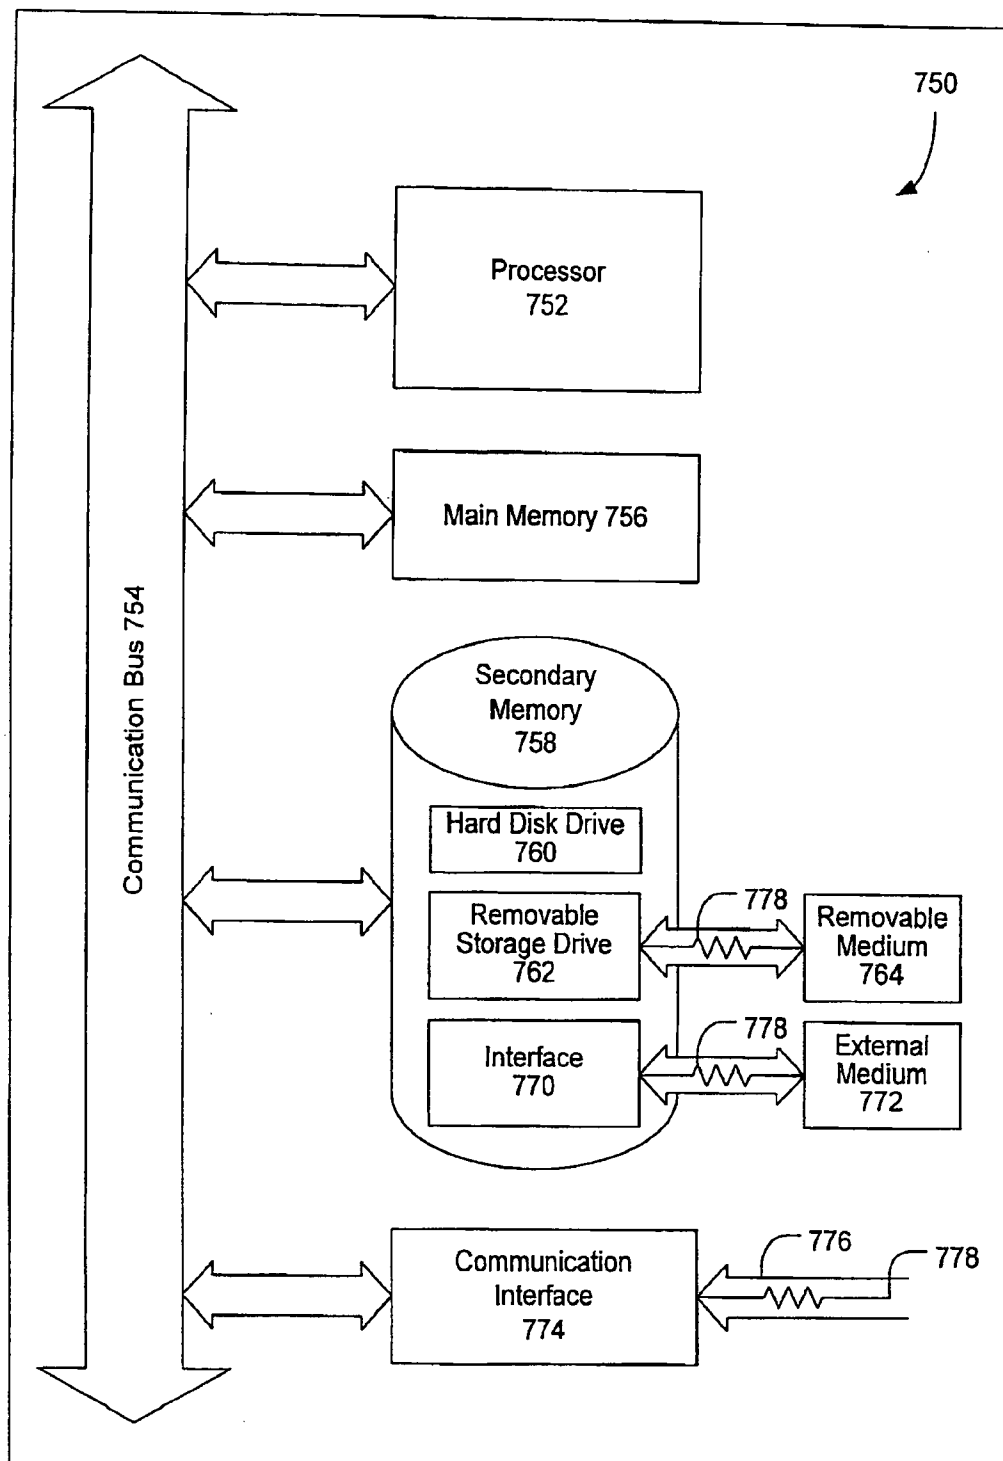 750
Processor
752
Main Memory 756
Communication Bus 754
Secondary
Memory
758
Hard Disk Drive
760
Removable
Storage Drive
762
778
Removable
Medium
764
Interface
770
778
External
Medium
772
Communication
Interface
774
776
778